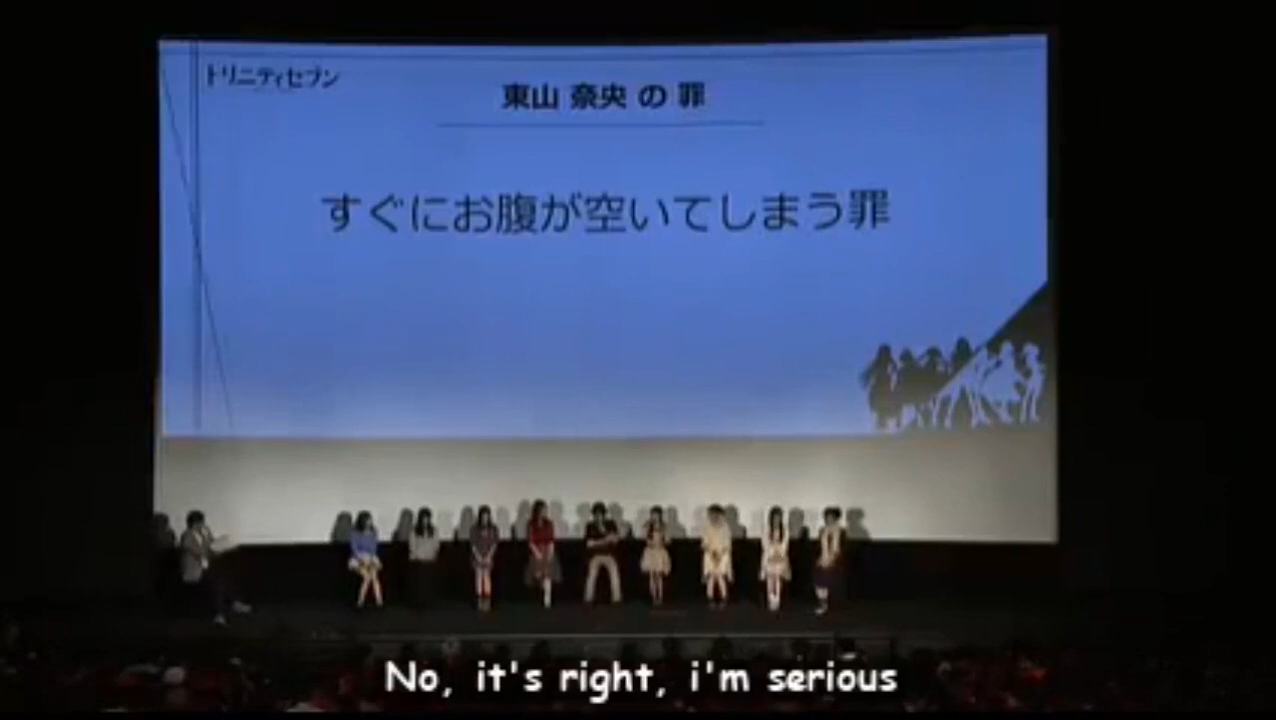 トリニティセブン
東山 奈央 の 罪
すぐにお腹が空いてしまう罪
No, it's right, i'm serious